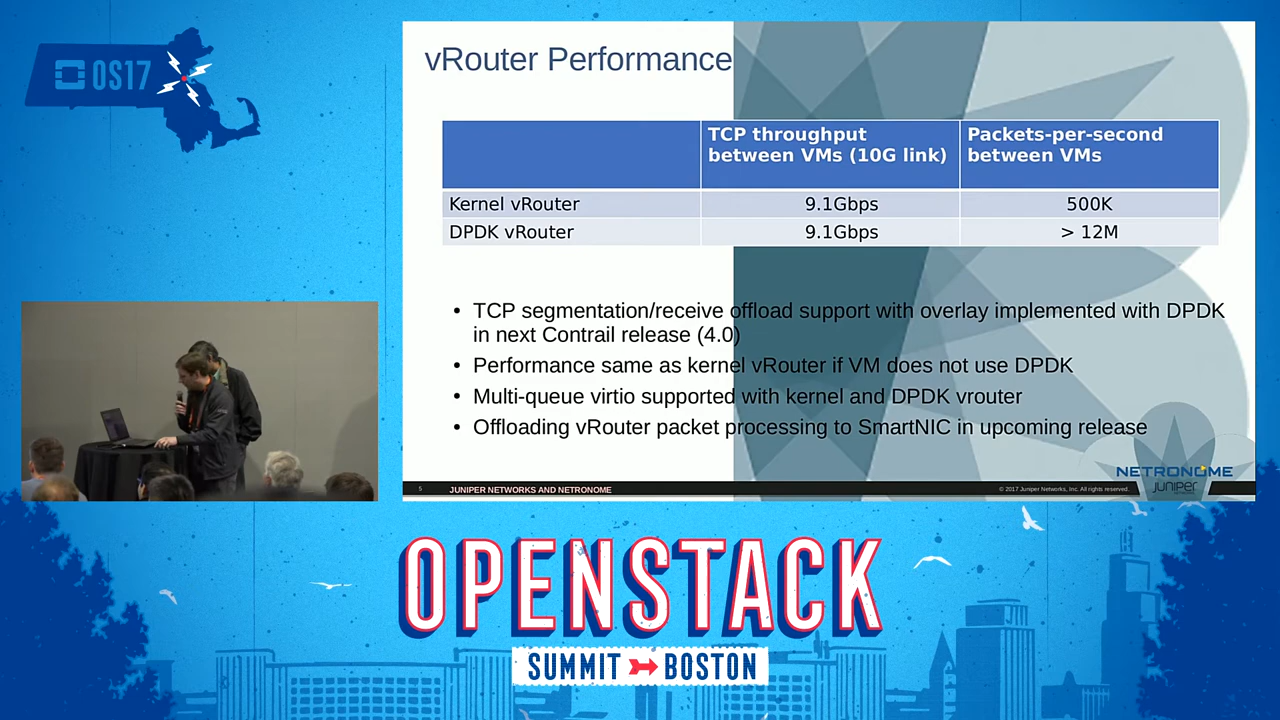 OS17
vRouter Performance
TCP throughput
between VMs (10G link)
Packets-per-second
between VMs
Kernel vRouter 9.1Gbps 500K
DPDK vRouter 9.1Gbps > 12M
• TCP segmentation/receive offload support with overlay implemented with DPDK
in next Contrail release (4.0)
• Performance same as kernel vRouter if VM does not use DPDK
• Multi-queue virtio supported with kernel and DPDK vrouter
• Offloading vRouter packet processing to SmartNIC in upcoming release
NETRONOME
JUNIPER
NETWORKS
5 JUNIPER NETWORKS AND NETRONOME © 2017 Juniper Networks, Inc. All rights reserved.
OPENSTACK
SUMMIT BOSTON